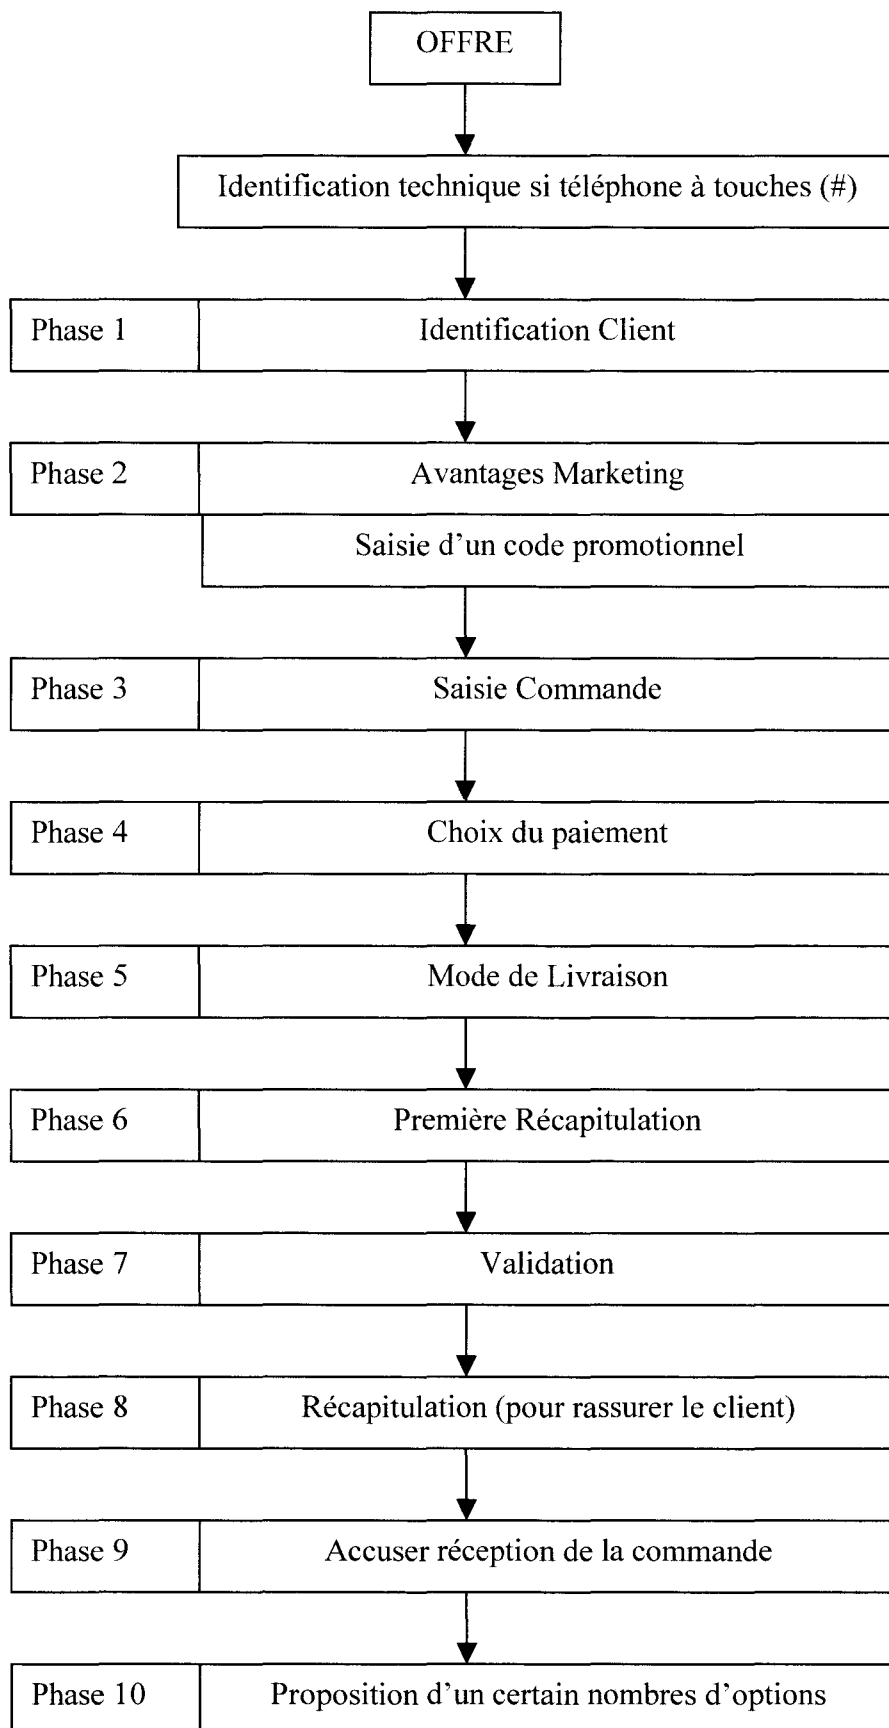 OFFRE
Identification technique si téléphone à touches (#)
Phase 1 Identification Client
Phase 2 Avantages Marketing
Saisie d'un code promotionnel
Phase 3 Saisie Commande
Phase 4 Choix du paiement
Phase 5 Mode de Livraison
Phase 6 Première Récapitulation
Phase 7 Validation
Phase 8 Récapitulation (pour rassurer le client)
Phase 9 Accuser réception de la commande
Phase 10 Proposition d'un certain nombres d'options